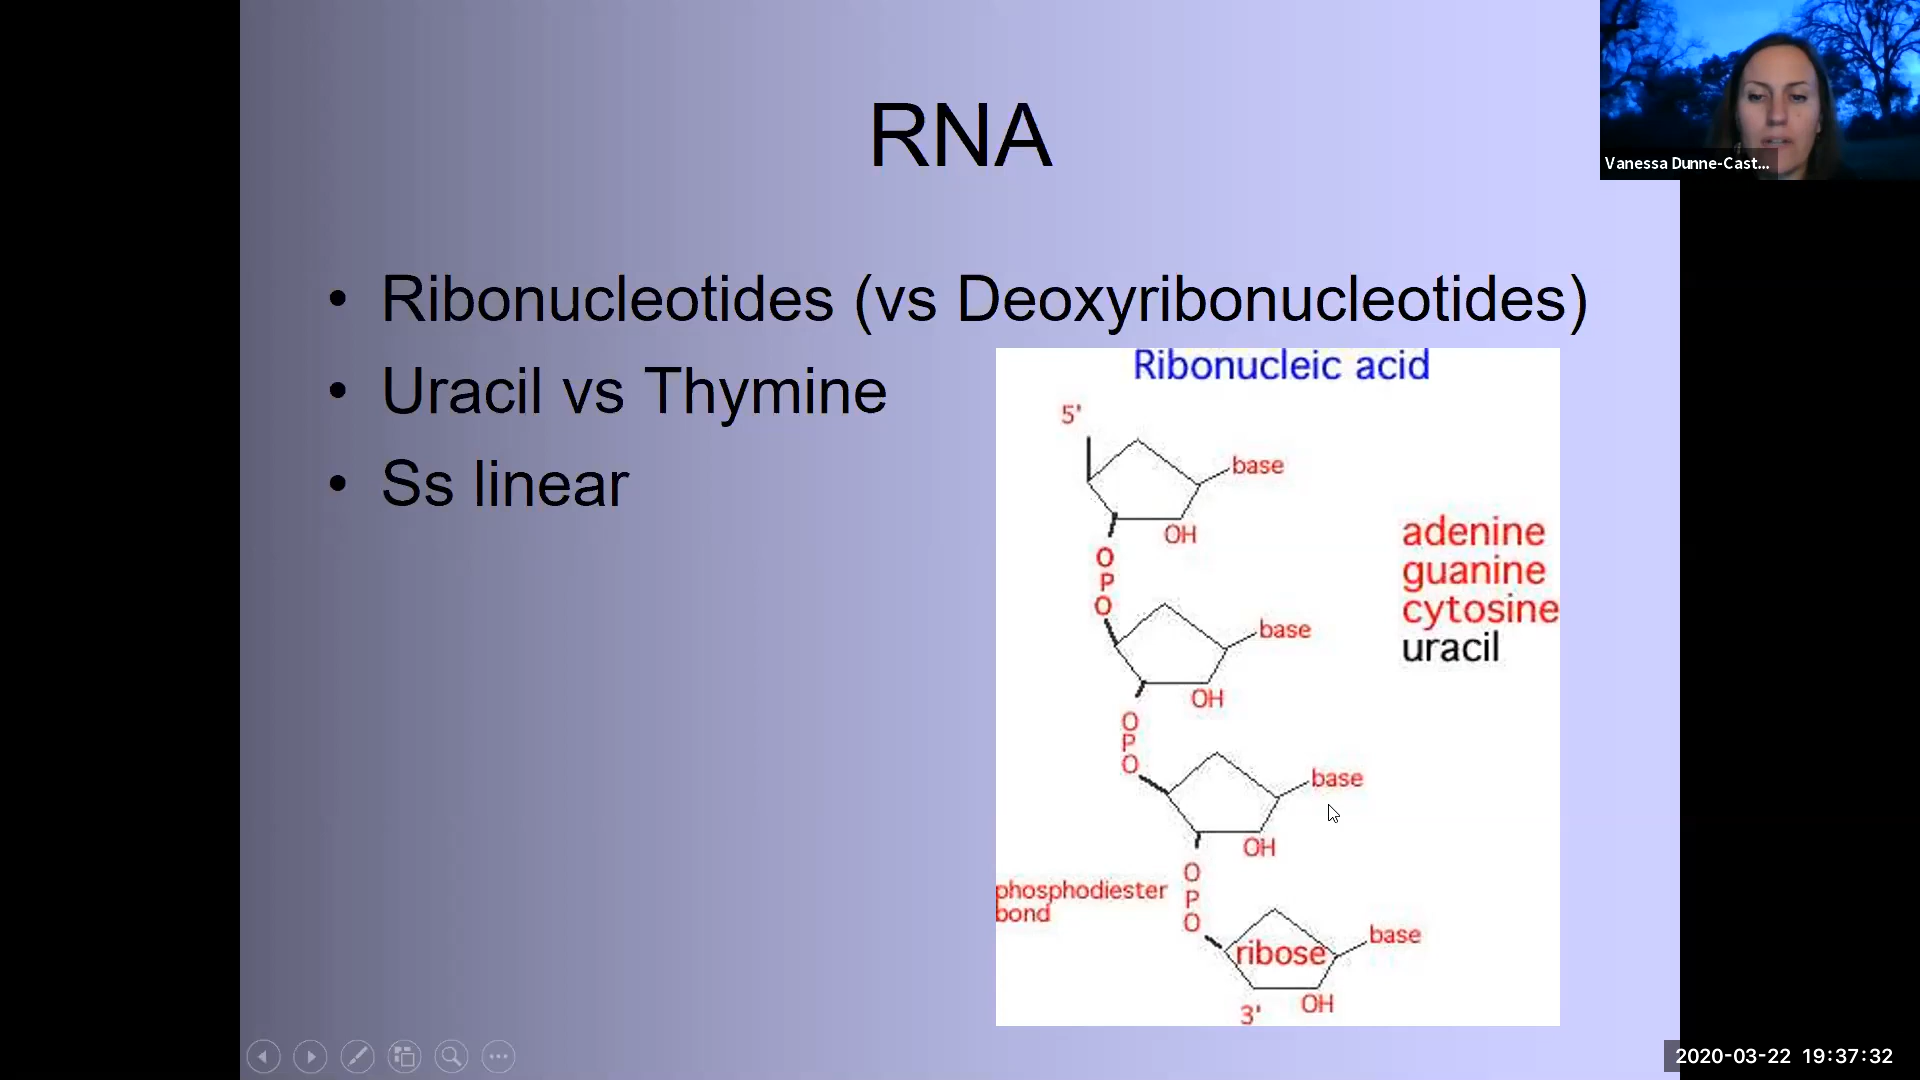 RNA
Vanessa Dunne-Cast...
• Ribonucleotides (vs Deoxyribonucleotides)
• Uracil vs Thymine
• Ss linear
Ribonucleic acid
5'
base
OH
O
P
O
base
OH
O
P
O
base
OH
O
P
O
phosphodiester
bond
ribose
base
OH
3'
adenine
guanine
cytosine
uracil
2020-03-22 19:37:32